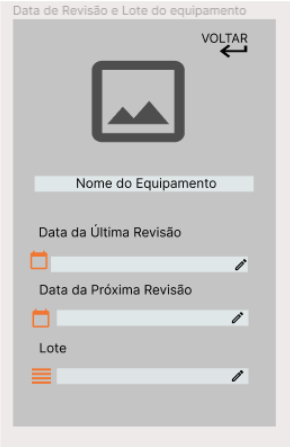 Data de Revisão e Lote do equipamento
VOLTAR
Nome do Equipamento
Data da Última Revisão
Data da Próxima Revisão
Lote